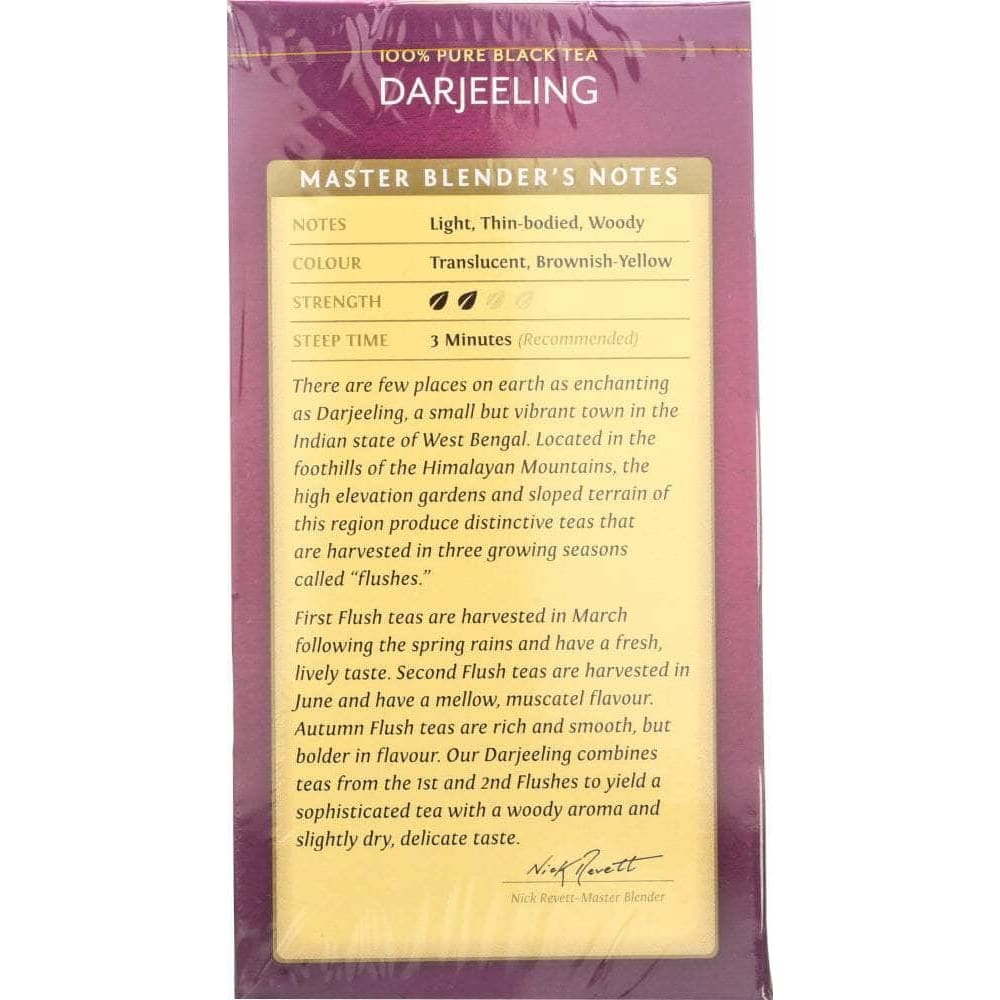 100% PURE BLACK TEA
DARJEELING
MASTER BLENDER'S NOTES
NOTES Light, Thin-bodied, Woody
COLOUR Translucent, Brownish-Yellow
STRENGTH
STEEP TIME 3 Minutes (Recommended)
There are few places on earth as enchanting
as Darjeeling, a small but vibrant town in the
Indian state of West Bengal. Located in the
foothills of the Himalayan Mountains, the
high elevation gardens and sloped terrain of
this region produce distinctive teas that
are harvested in three growing seasons
called “flushes.”
First Flush teas are harvested in March
following the spring rains and have a fresh,
lively taste. Second Flush teas are harvested in
June and have a mellow, muscatel flavour.
Autumn Flush teas are rich and smooth, but
bolder in flavour. Our Darjeeling combines
teas from the 1st and 2nd Flushes to yield a
sophisticated tea with a woody aroma and
slightly dry, delicate taste.
Nick Revett
Nick Revett-Master Blender